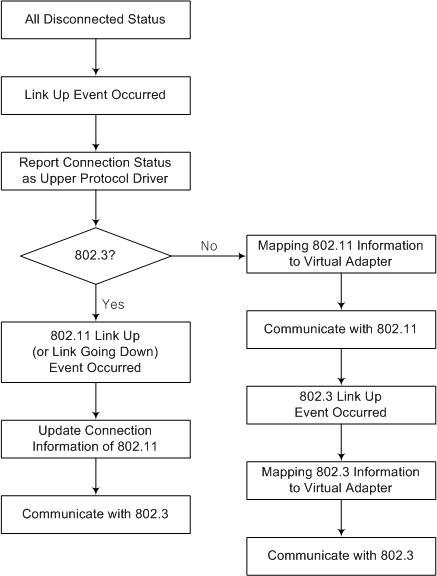 All Disconnected Status
Link Up Event Occurred
Report Connection Status
as Upper Protocol Driver
802.3?
No
Yes
802.11 Link Up
(or Link Going Down)
Event Occurred
Update Connection
Information of 802.11
Communicate with 802.3
Mapping 802.11 Information
to Virtual Adapter
Communicate with 802.11
802.3 Link Up
Event Occurred
Mapping 802.3 Information
to Virtual Adapter
Communicate with 802.3